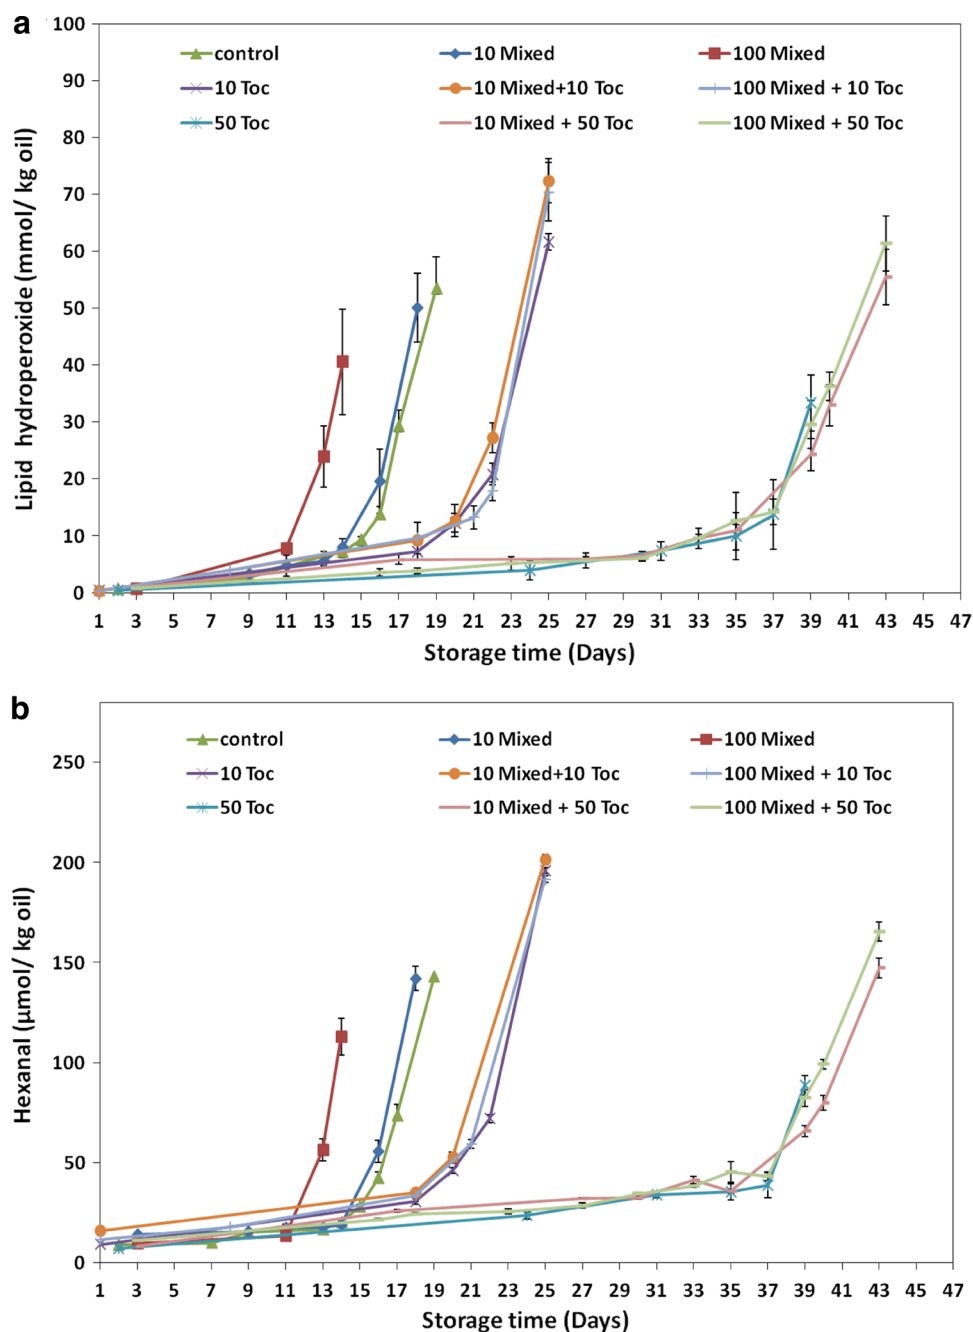 a
100
90
80
70
60
50
40
30
20
10
0
Lipid hydroperoxide (mmol/ kg oil)
control
10 Mixed
100 Mixed
10 Toc
10 Mixed+10 Toc
100 Mixed + 10 Toc
50 Toc
10 Mixed + 50 Toc
100 Mixed + 50 Toc
1 3 5 7 9 11 13 15 17 19 21 23 25 27 29 31 33 35 37 39 41 43 45 47
Storage time (Days)
b
250
200
150
100
50
0
Hexanal (µmol/ kg oil)
control
10 Mixed
100 Mixed
10 Toc
10 Mixed+10 Toc
100 Mixed + 10 Toc
50 Toc
10 Mixed + 50 Toc
100 Mixed + 50 Toc
1 3 5 7 9 11 13 15 17 19 21 23 25 27 29 31 33 35 37 39 41 43 45 47
Storage time (Days)